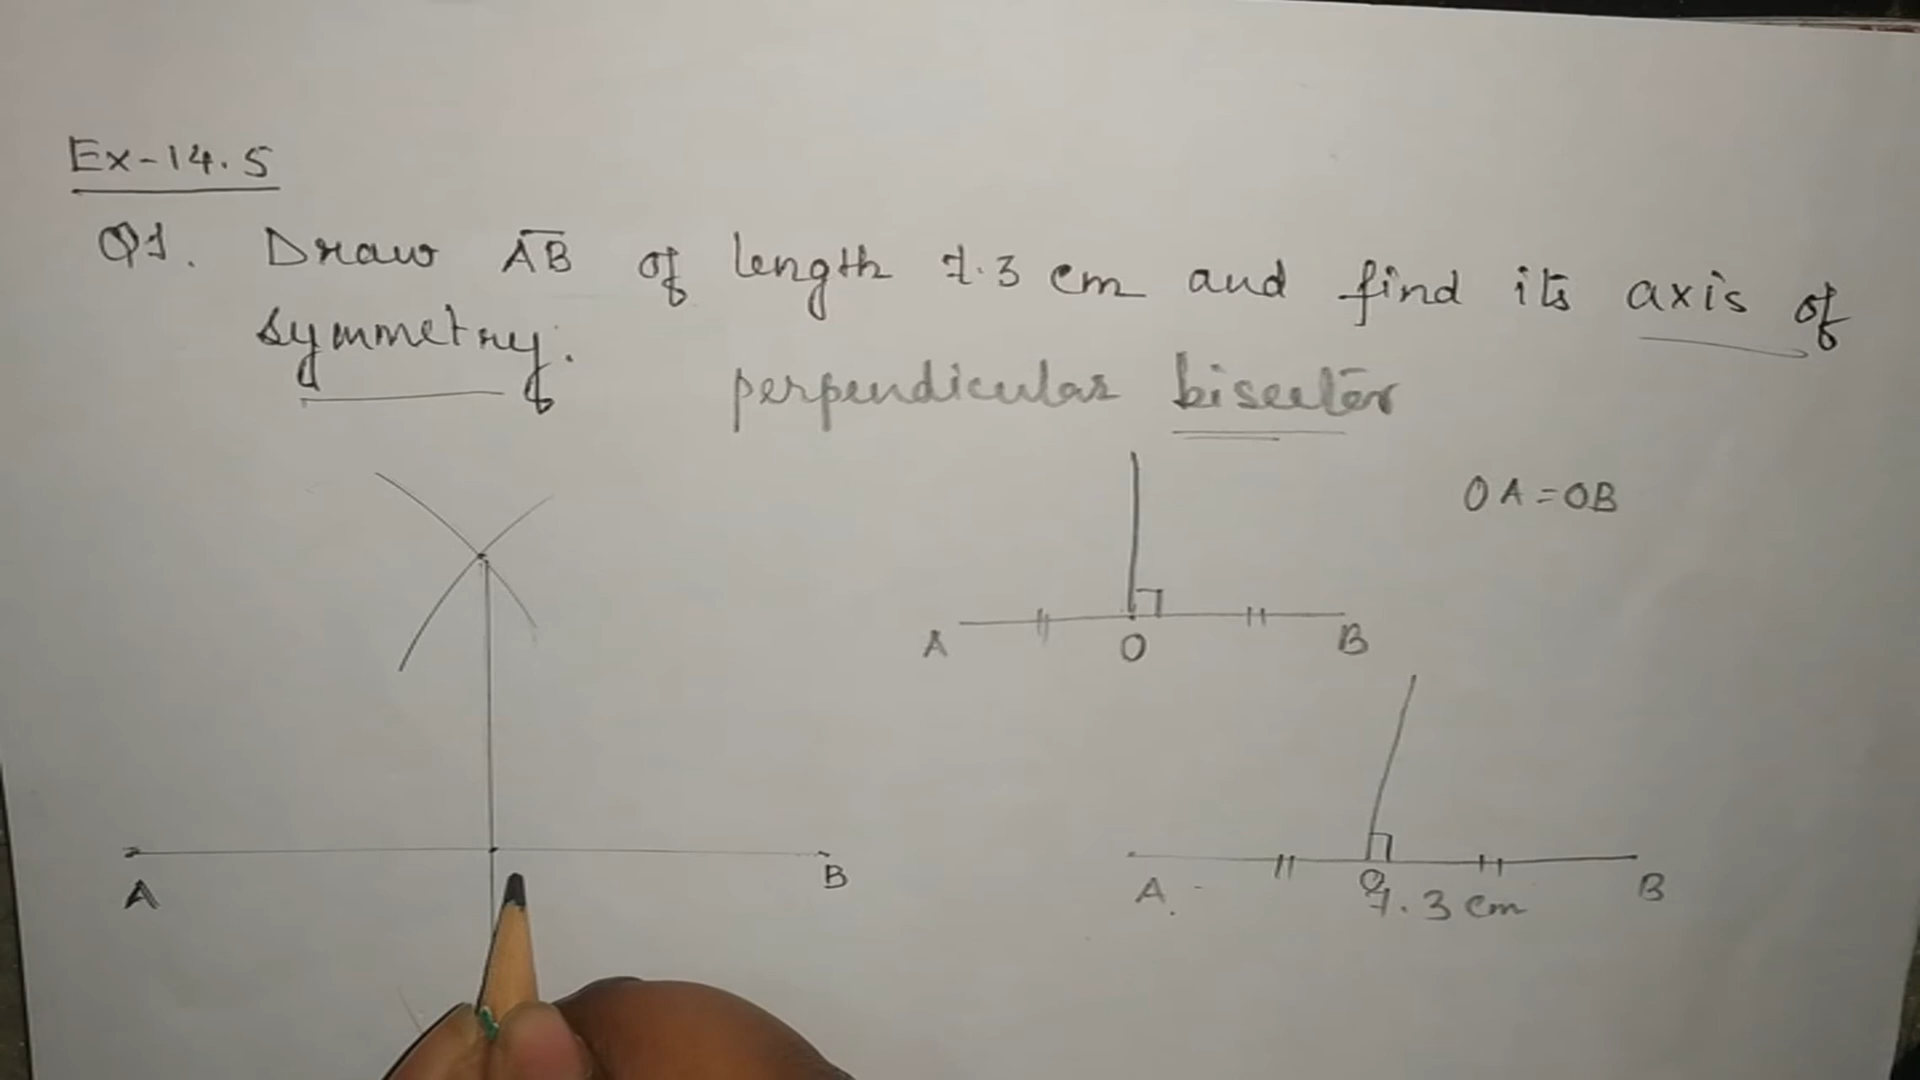 Ex-14.5
Q1. Draw A̅B̅ of length 7.3 cm and find its axis of
symmetry.
perpendicular bisector
OA=OB
A O B
A B
A. O B
7.3 cm